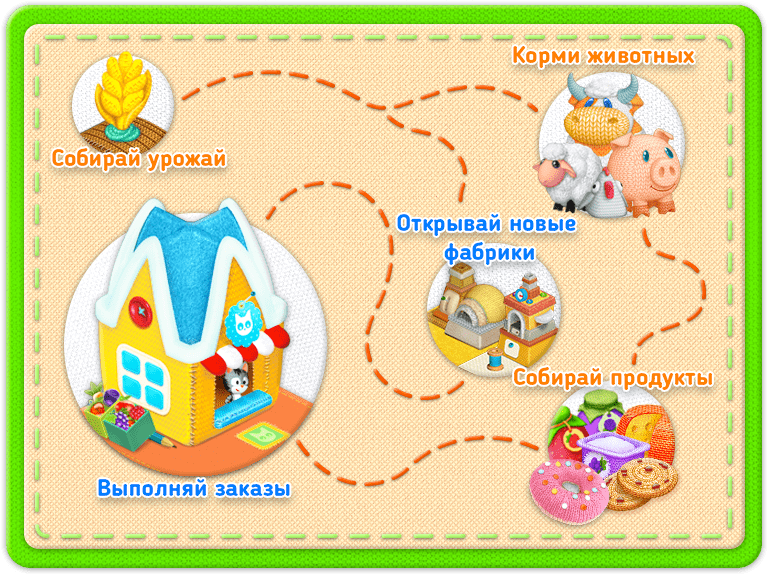 Корми животных
Собирай урожай
Открывай новые
фабрики
Собирай продукты
Выполняй заказы